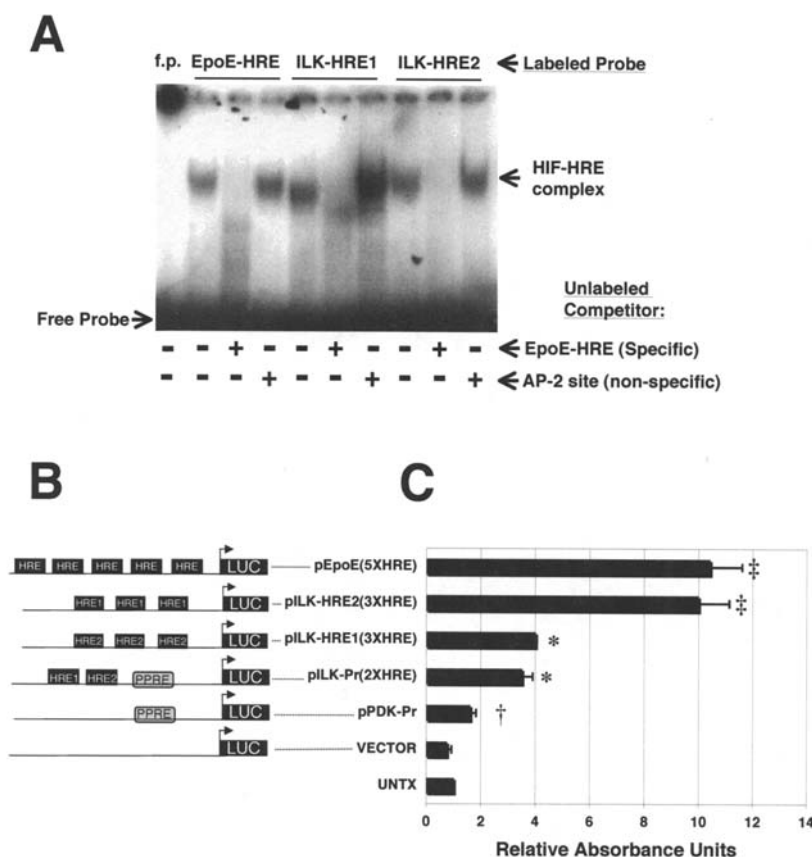 A
f.p. EpoE-HRE ILK-HRE1 ILK-HRE2 Labeled Probe
HIF-HRE
complex
Unlabeled
Competitor:
Free Probe
- - + - - + - - + - EpoE-HRE (Specific)
- - - + - - + - - + AP-2 site (non-specific)
B
C
HRE HRE HRE HRE HRE LUC pEpoE(5XHRE) ‡
HRE1 HRE1 HRE1 LUC pILK-HRE2(3XHRE) ‡
HRE2 HRE2 HRE2 LUC pILK-HRE1(3XHRE) *
HRE1 HRE2 PPRE LUC pILK-Pr(2XHRE) *
PPRE LUC pPDK-Pr †
LUC VECTOR
UNTX
0 2 4 6 8 10 12 14
Relative Absorbance Units